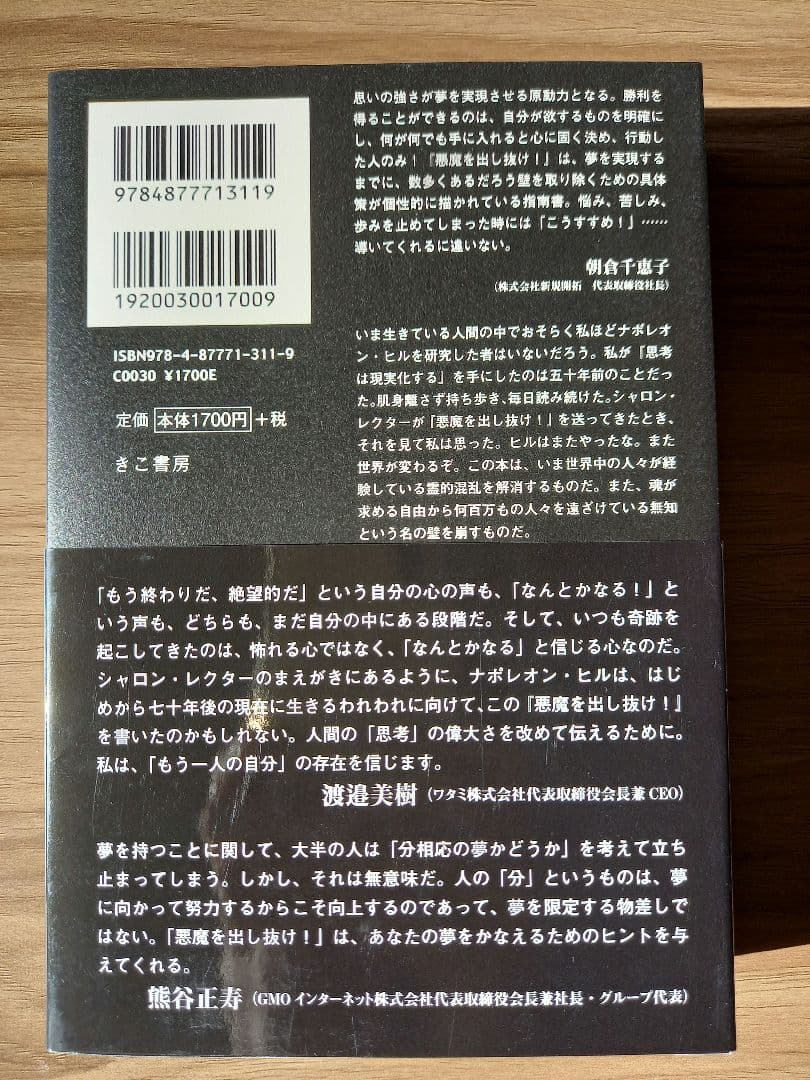 9784877713119
1920030017009
ISBN978-4-87771-311-9
C0030 ¥1700E
定価 本体1700円 +税
きこ書房
思いの強さが夢を実現させる原動力となる。勝利を
得ることができるのは、自分が欲するものを明確に
し、何が何でも手に入れると心に固く決め、行動し
た人のみ!『悪魔を出し抜け!』は、夢を実現する
までに、数多くあるだろう壁を取り除くための具体
策が個性的に描かれている指南書。悩み、苦しみ、
歩みを止めてしまった時には「こうすすめ!」……
導いてくれるに違いない。
朝倉千恵子
(株式会社新規開拓 代表取締役社長)
いま生きている人間の中でおそらく私ほどナポレオ
ン・ヒルを研究した者はいないだろう。私が『思考
は現実化する』を手にしたのは五十年前のことだっ
た。肌身離さず持ち歩き、毎日読み続けた。シャロン・
レクターが「悪魔を出し抜け!」を送ってきたとき、
それを見て私は思った。ヒルはまたやったな。また
世界が変わるぞ。この本は、いま世界中の人々が経
験している霊的混乱を解消するものだ。また、魂が
求める自由から何百万もの人々を遠ざけている無知
という名の壁を崩すものだ。
「もう終わりだ、絶望的だ」という自分の心の声も、「なんとかなる!」と
いう声も、どちらも、まだ自分の中にある段階だ。そして、いつも奇跡を
起こしてきたのは、怖れる心ではなく、「なんとかなる」と信じる心なのだ。
シャロン・レクターのまえがきにあるように、ナポレオン・ヒルは、はじ
めから七十年後の現在に生きるわれわれに向けて、この『悪魔を出し抜け!』
を書いたのかもしれない。人間の「思考」の偉大さを改めて伝えるために。
私は、「もう一人の自分」の存在を信じます。
渡邉美樹(ワタミ株式会社代表取締役会長兼CEO)
夢を持つことに関して、大半の人は「分相応の夢かどうか」を考えて立ち
止まってしまう。しかし、それは無意味だ。人の「分」というものは、夢
に向かって努力するからこそ向上するのであって、夢を限定する物差しで
はない。「悪魔を出し抜け!」は、あなたの夢をかなえるためのヒントを与
えてくれる。
熊谷正寿(GMOインターネット株式会社代表取締役会長兼社長・グループ代表)